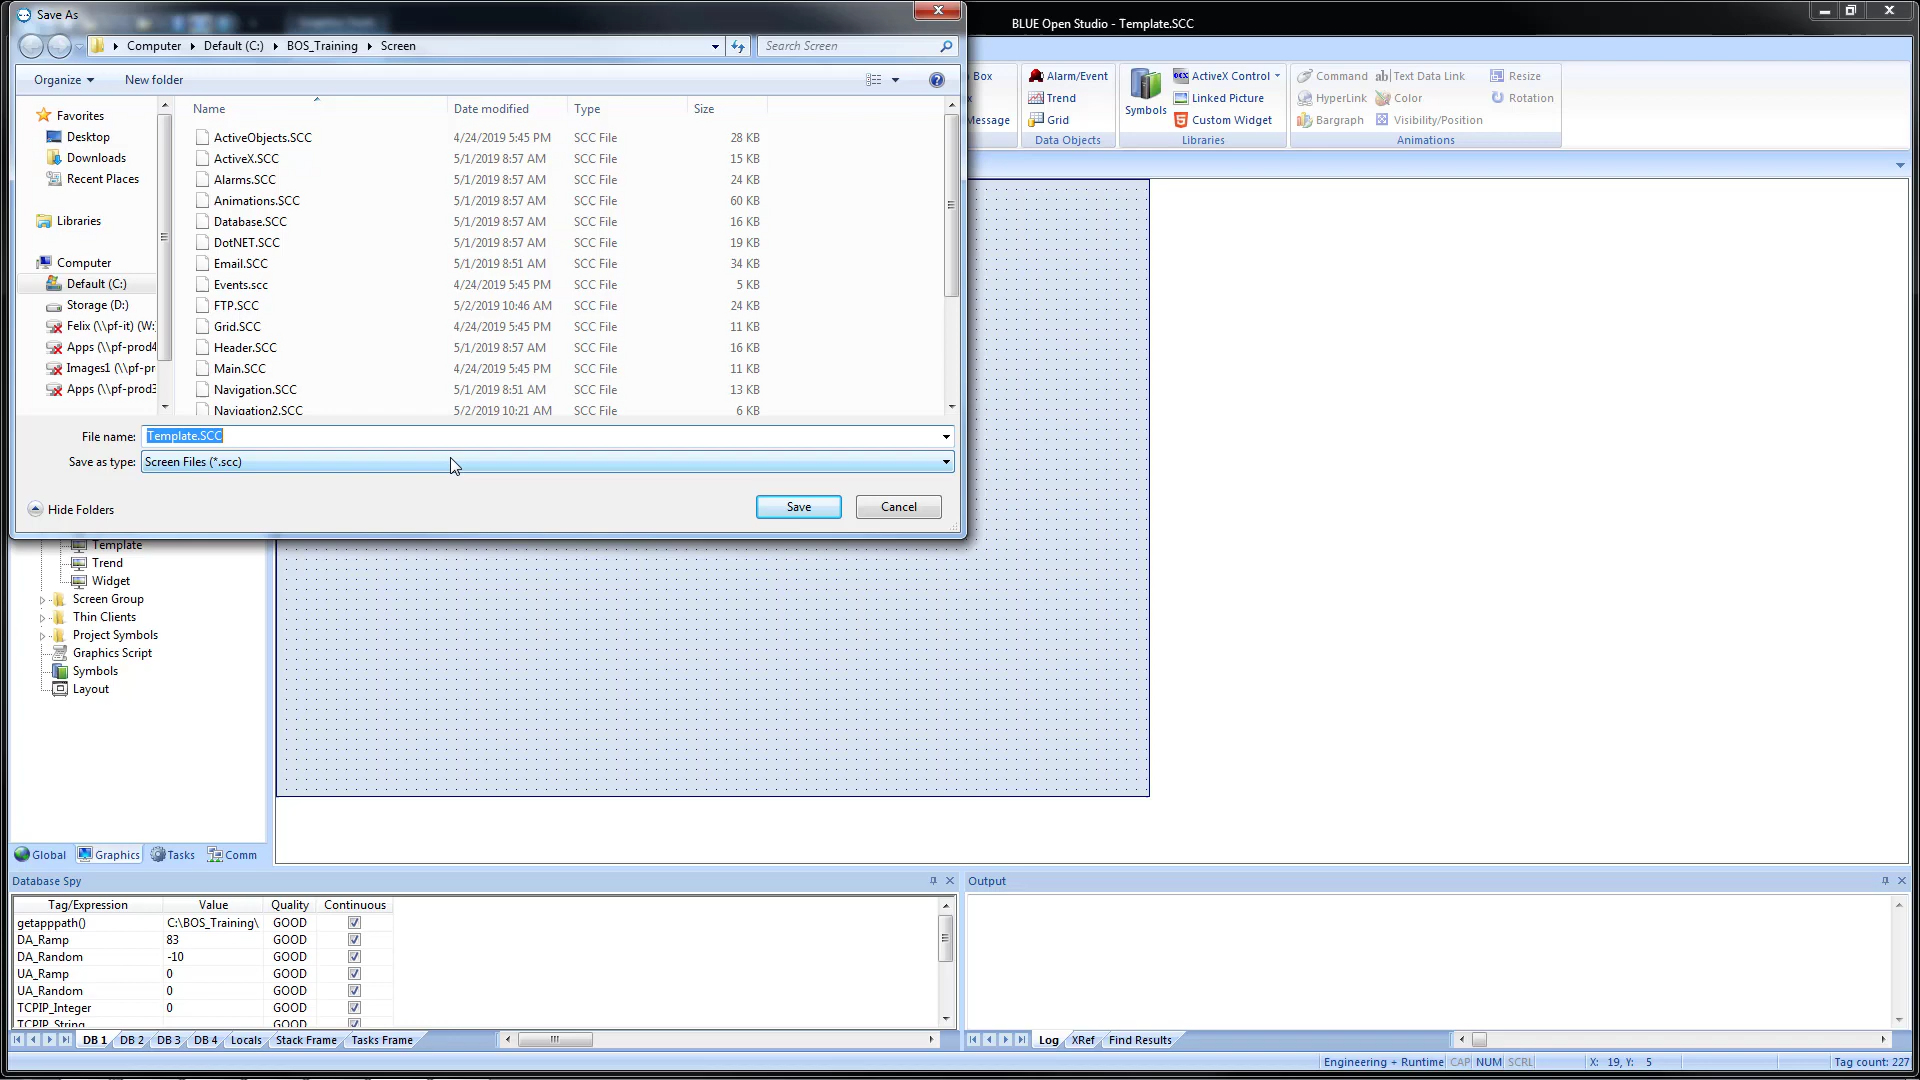 Save As
BLUE Open Studio - Template.SCC
Computer Default (C:) BOS_Training Screen
Search Screen
Organize New folder
Name Date modified Type Size
Favorites
Desktop
Downloads
Recent Places
Libraries
Computer
Default (C:)
Storage (D:)
Felix (\\pf-it) (W:
Apps (\\pf-prod4
Images1 (\\pf-pr
Apps (\\pf-prod3
ActiveObjects.SCC 4/24/2019 5:45 PM SCC File 28 KB
ActiveX.SCC 5/1/2019 8:57 AM SCC File 15 KB
Alarms.SCC 5/1/2019 8:57 AM SCC File 24 KB
Animations.SCC 5/1/2019 8:57 AM SCC File 60 KB
Database.SCC 5/1/2019 8:57 AM SCC File 16 KB
DotNET.SCC 5/1/2019 8:57 AM SCC File 19 KB
Email.SCC 5/1/2019 8:51 AM SCC File 34 KB
Events.scc 4/24/2019 5:45 PM SCC File 5 KB
FTP.SCC 5/2/2019 10:46 AM SCC File 24 KB
Grid.SCC 4/24/2019 5:45 PM SCC File 11 KB
Header.SCC 5/1/2019 8:57 AM SCC File 16 KB
Main.SCC 4/24/2019 5:45 PM SCC File 11 KB
Navigation.SCC 5/1/2019 8:51 AM SCC File 13 KB
Navigation2.SCC 5/2/2019 10:21 AM SCC File 6 KB
File name: Template.SCC
Save as type: Screen Files (*.scc)
Hide Folders Save Cancel
Box
Message
Alarm/Event
Trend
Grid
Data Objects
Symbols
ActiveX Control
Linked Picture
Custom Widget
Libraries
Command Text Data Link Resize
HyperLink Color Rotation
Bargraph Visibility/Position
Animations
Template
Trend
Widget
Screen Group
Thin Clients
Project Symbols
Graphics Script
Symbols
Layout
Global Graphics Tasks Comm
Database Spy
Tag/Expression Value Quality Continuous
getapppath() C:\BOS_Training\ GOOD
DA_Ramp 83 GOOD
DA_Random -10 GOOD
UA_Ramp 0 GOOD
UA_Random 0 GOOD
TCPIP_Integer 0 GOOD
TCPIP_String GOOD
DB 1 DB 2 DB 3 DB 4 Locals Stack Frame Tasks Frame
Output
Log XRef Find Results
Engineering + Runtime CAP NUM SCRL X: 19, Y: 5 Tag count: 227